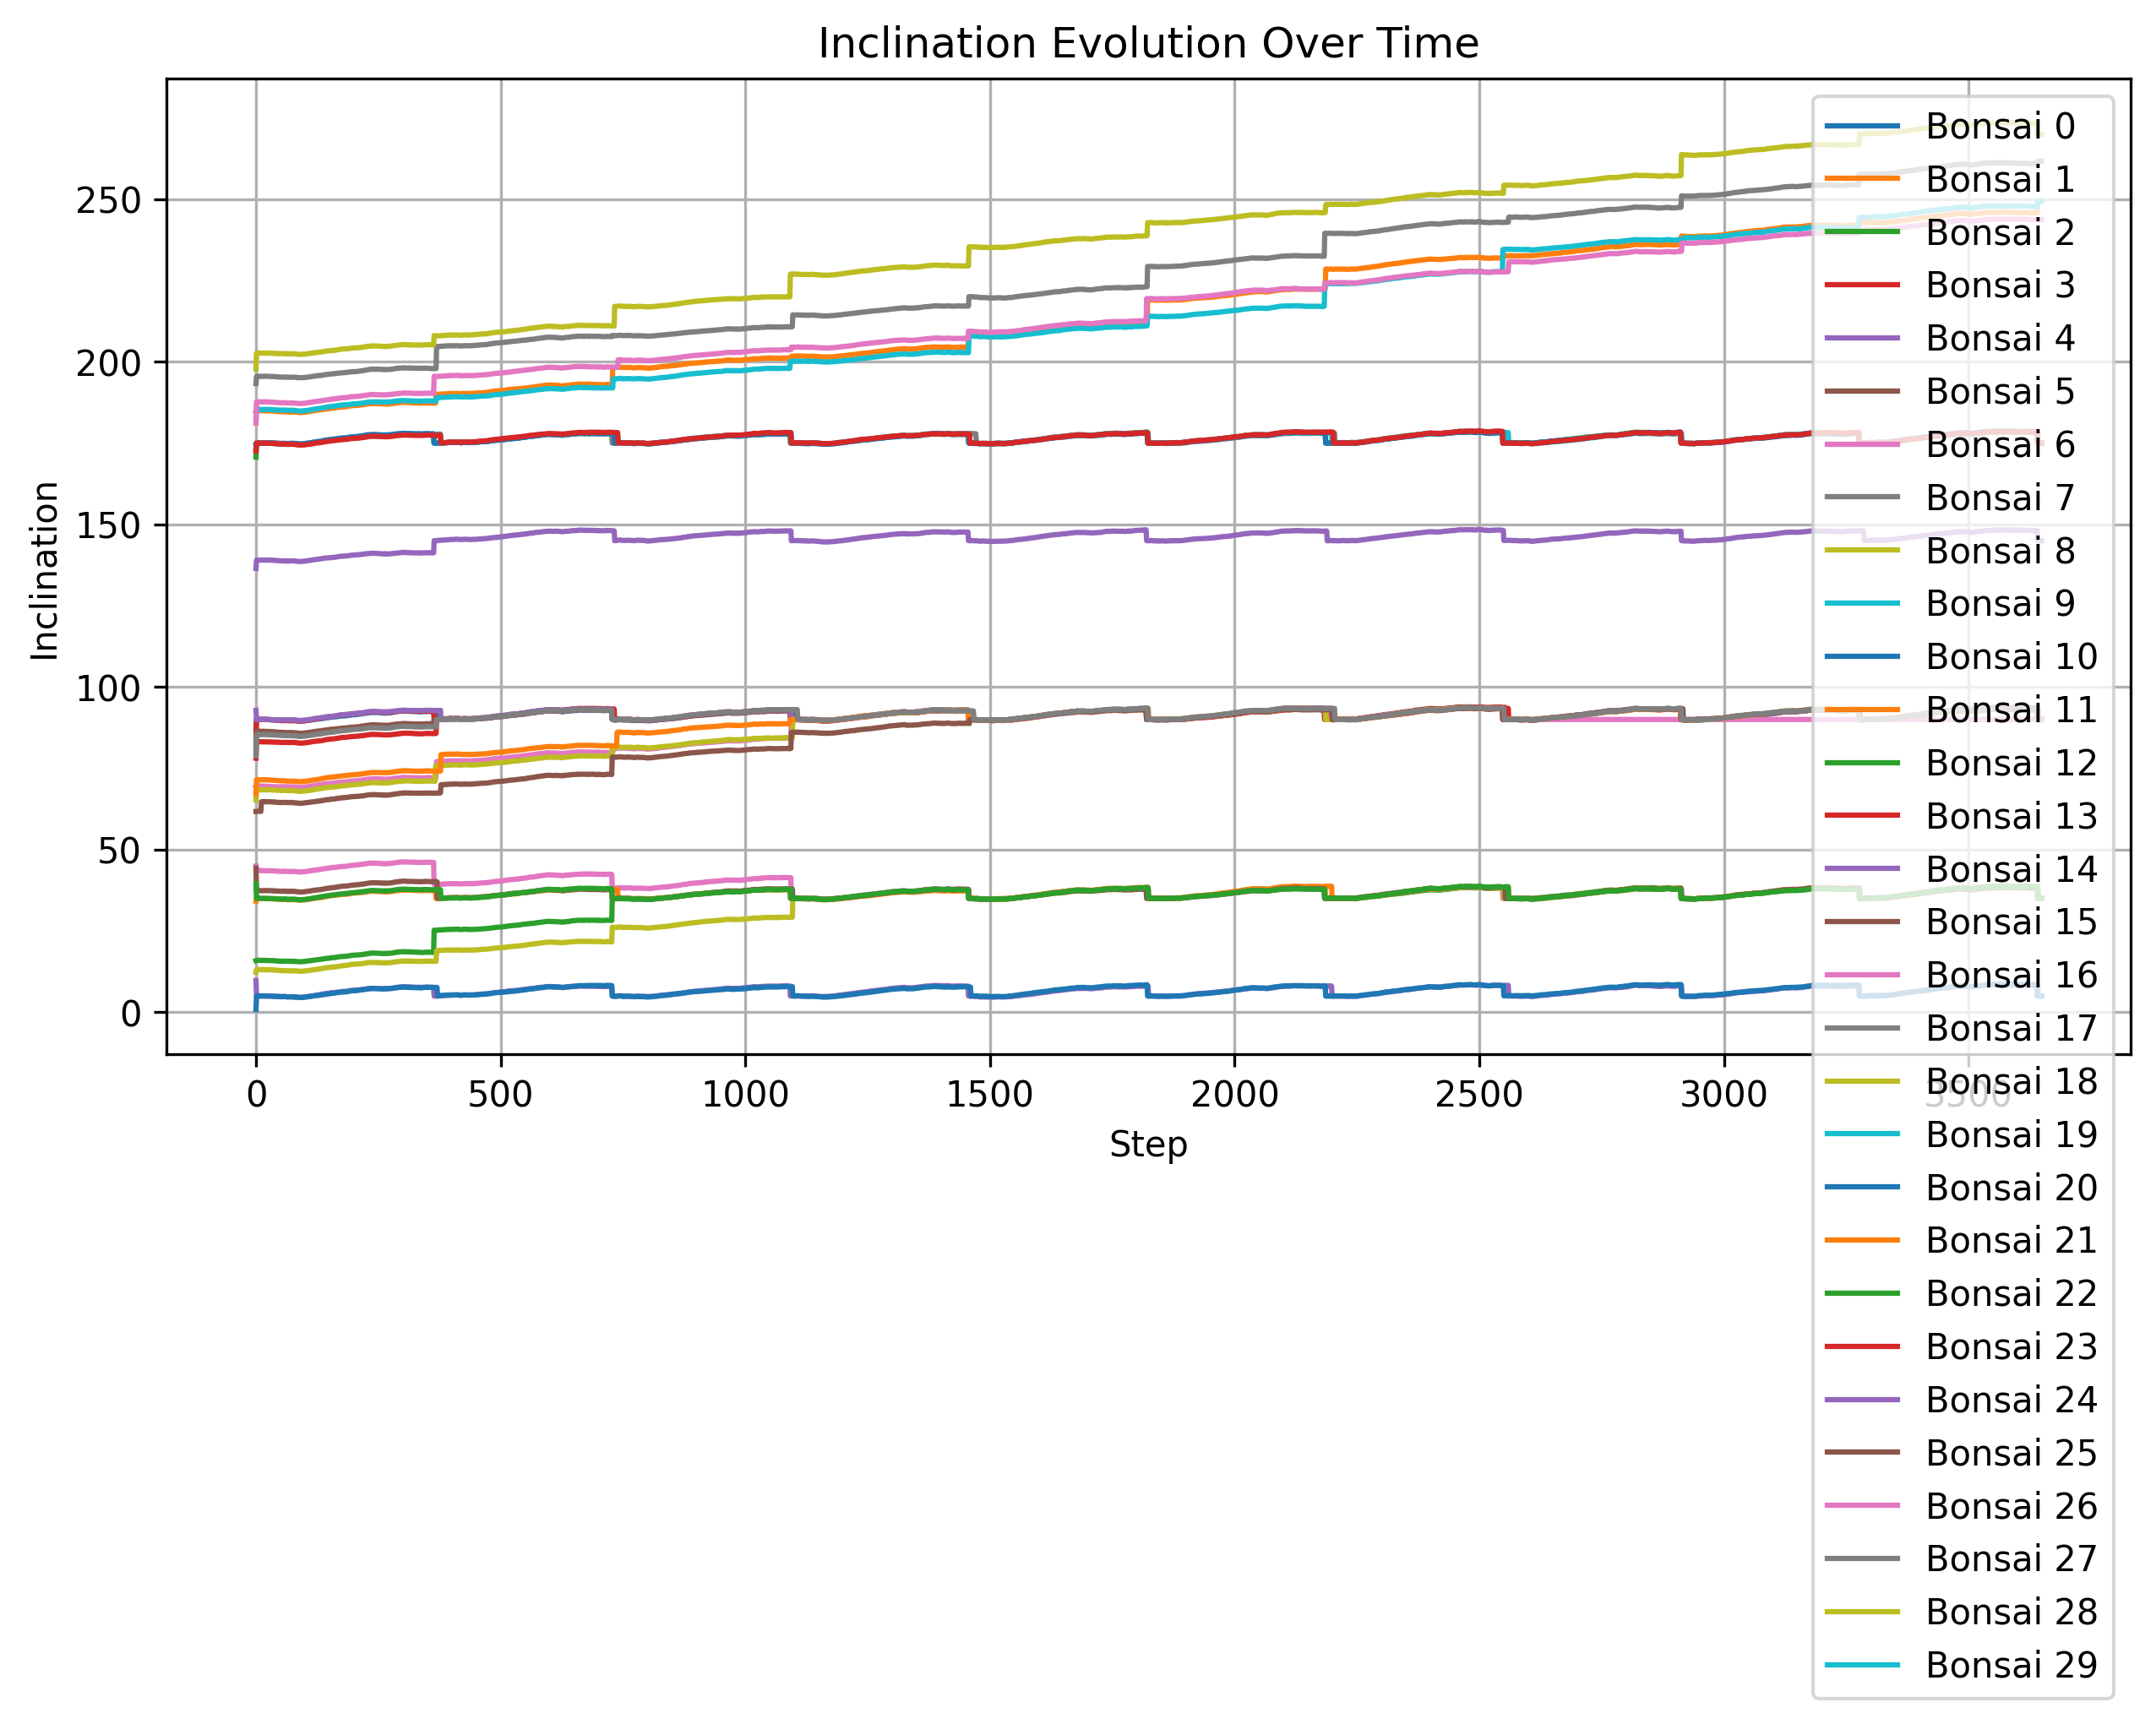 Inclination Evolution Over Time
Inclination
250
200
150
100
50
0
0 500 1000 1500 2000 2500 3000 3500
Step
Bonsai 0
Bonsai 1
Bonsai 2
Bonsai 3
Bonsai 4
Bonsai 5
Bonsai 6
Bonsai 7
Bonsai 8
Bonsai 9
Bonsai 10
Bonsai 11
Bonsai 12
Bonsai 13
Bonsai 14
Bonsai 15
Bonsai 16
Bonsai 17
Bonsai 18
Bonsai 19
Bonsai 20
Bonsai 21
Bonsai 22
Bonsai 23
Bonsai 24
Bonsai 25
Bonsai 26
Bonsai 27
Bonsai 28
Bonsai 29